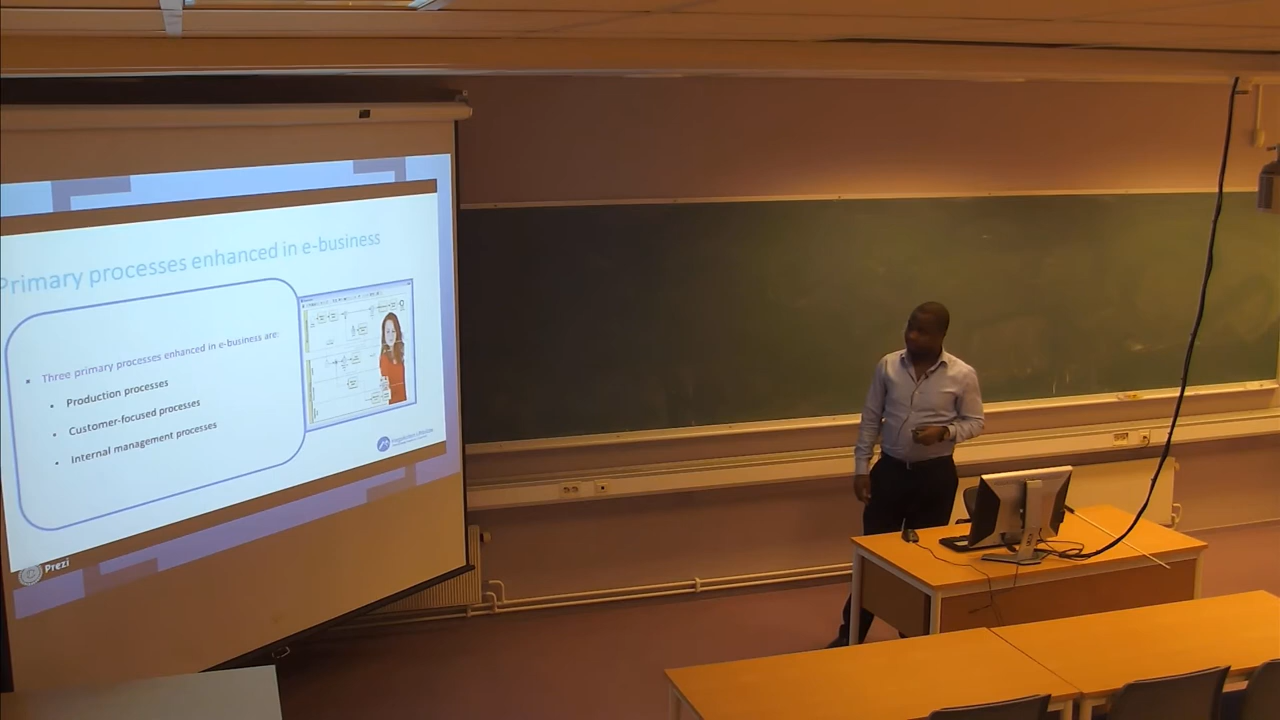 Primary processes enhanced in e-business
Three primary processes enhanced in e-business are:
Production processes
Customer-focused processes
Internal management processes
Prezi